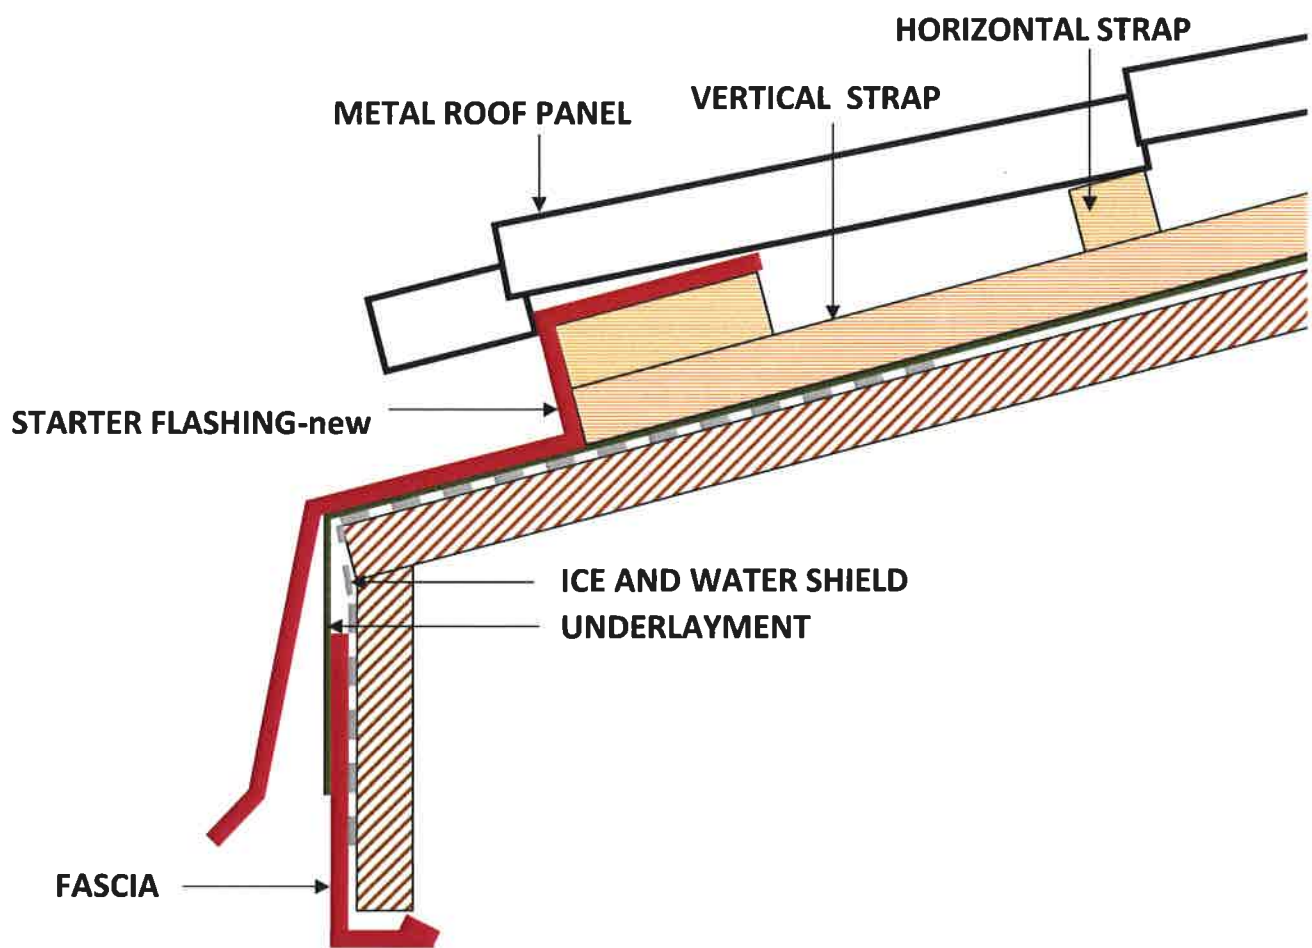 HORIZONTAL STRAP
METAL ROOF PANEL
VERTICAL STRAP
STARTER FLASHING-new
ICE AND WATER SHIELD
UNDERLAYMENT
FASCIA